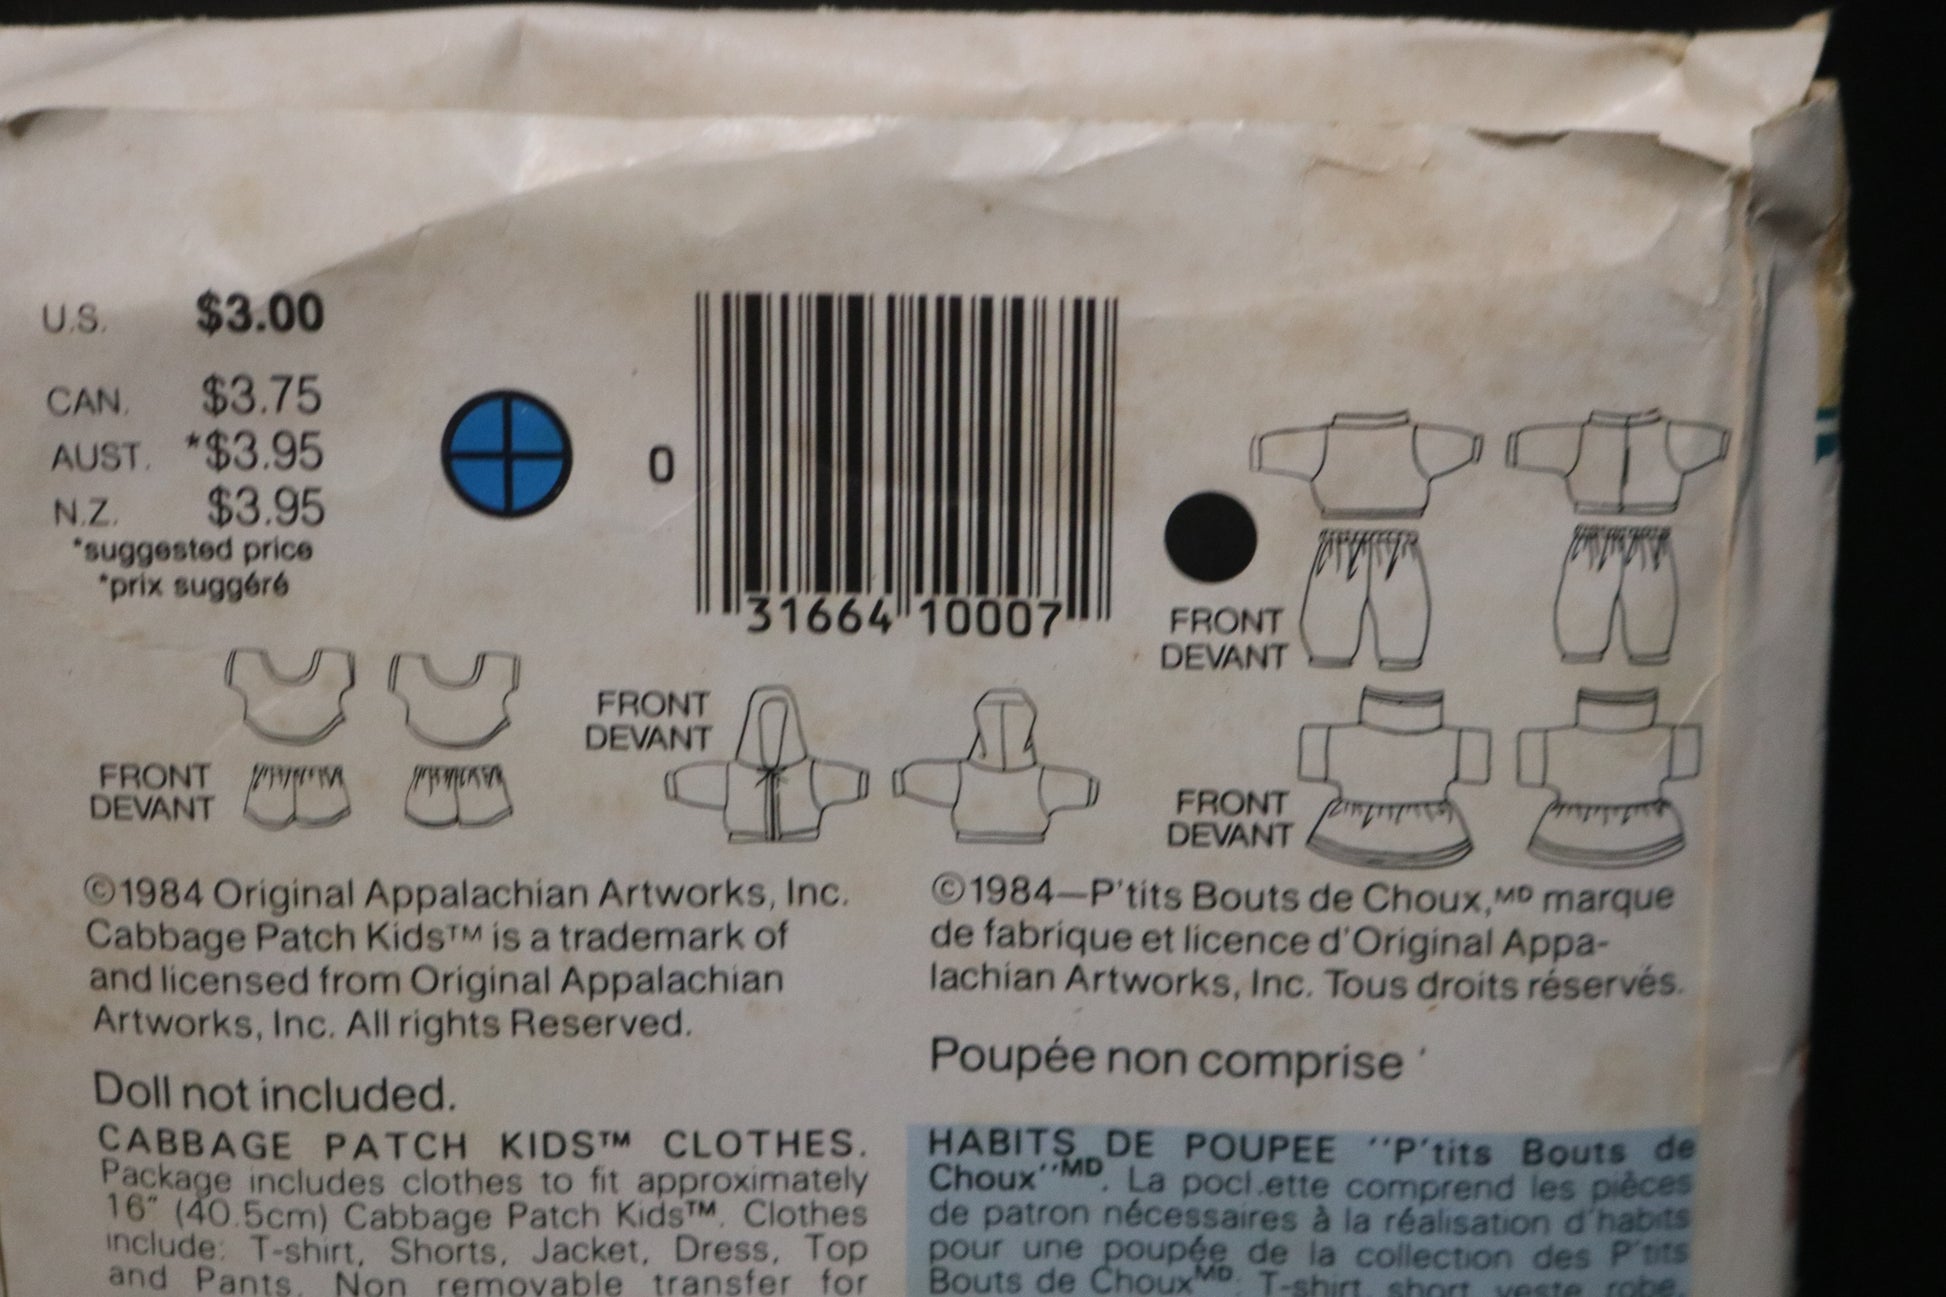 U.S. $3.00
CAN. $3.75
AUST. *$3.95
N.Z. $3.95
*suggested price
*prix suggéré
0 31664 10007
FRONT
DEVANT
FRONT
DEVANT
FRONT
DEVANT
FRONT
DEVANT
©1984 Original Appalachian Artworks, Inc.
Cabbage Patch Kids™ is a trademark of
and licensed from Original Appalachian
Artworks, Inc. All rights Reserved.
Doll not included.
CABBAGE PATCH KIDS™ CLOTHES.
Package includes clothes to fit approximately
16" (40.5cm) Cabbage Patch Kids™. Clothes
include: T-shirt, Shorts, Jacket, Dress, Top
and Pants. Non removable transfer for
©1984—P'tits Bouts de Choux,ᴹᴰ marque
de fabrique et licence d'Original Appa-
lachian Artworks, Inc. Tous droits réservés.
Poupée non comprise
HABITS DE POUPEE ''P'tits Bouts de
Choux''ᴹᴰ. La pochette comprend les pièces
de patron nécessaires à la réalisation d'habits
pour une poupée de la collection des P'tits
Bouts de Chouxᴹᴰ: T-shirt, short, veste, robe,